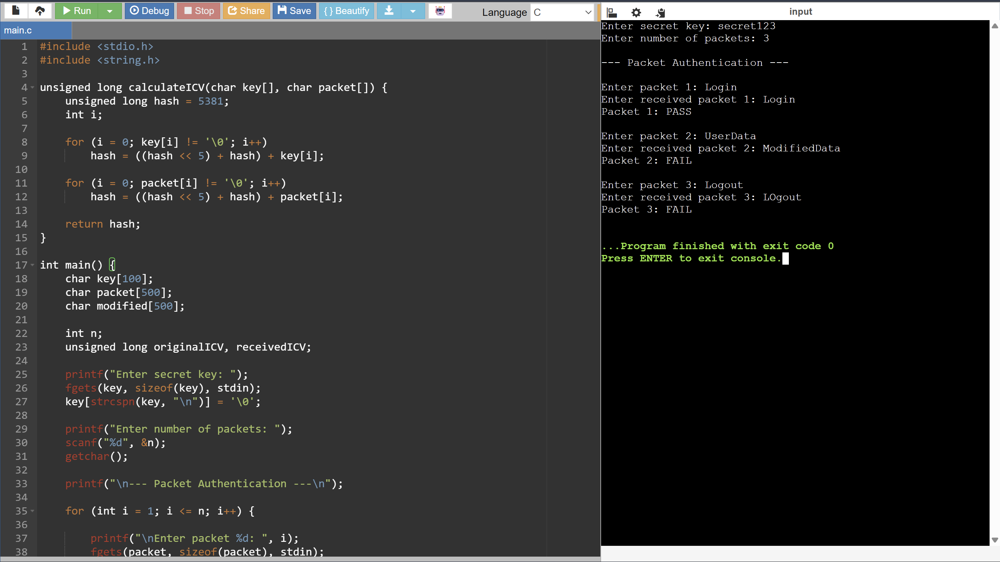 Run Debug Stop Share Save { } Beautify Language C
main.c
1 #include <stdio.h>
2 #include <string.h>
3
4 unsigned long calculateICV(char key[], char packet[]) {
5 unsigned long hash = 5381;
6 int i;
7
8 for (i = 0; key[i] != '\0'; i++)
9 hash = ((hash << 5) + hash) + key[i];
10
11 for (i = 0; packet[i] != '\0'; i++)
12 hash = ((hash << 5) + hash) + packet[i];
13
14 return hash;
15 }
16
17 int main() {
18 char key[100];
19 char packet[500];
20 char modified[500];
21
22 int n;
23 unsigned long originalICV, receivedICV;
24
25 printf("Enter secret key: ");
26 fgets(key, sizeof(key), stdin);
27 key[strcspn(key, "\n")] = '\0';
28
29 printf("Enter number of packets: ");
30 scanf("%d", &n);
31 getchar();
32
33 printf("\n--- Packet Authentication ---\n");
34
35 for (int i = 1; i <= n; i++) {
36
37 printf("\nEnter packet %d: ", i);
38 fgets(packet, sizeof(packet), stdin);
input
Enter secret key: secret123
Enter number of packets: 3
--- Packet Authentication ---
Enter packet 1: Login
Enter received packet 1: Login
Packet 1: PASS
Enter packet 2: UserData
Enter received packet 2: ModifiedData
Packet 2: FAIL
Enter packet 3: Logout
Enter received packet 3: LOgout
Packet 3: FAIL
...Program finished with exit code 0
Press ENTER to exit console.